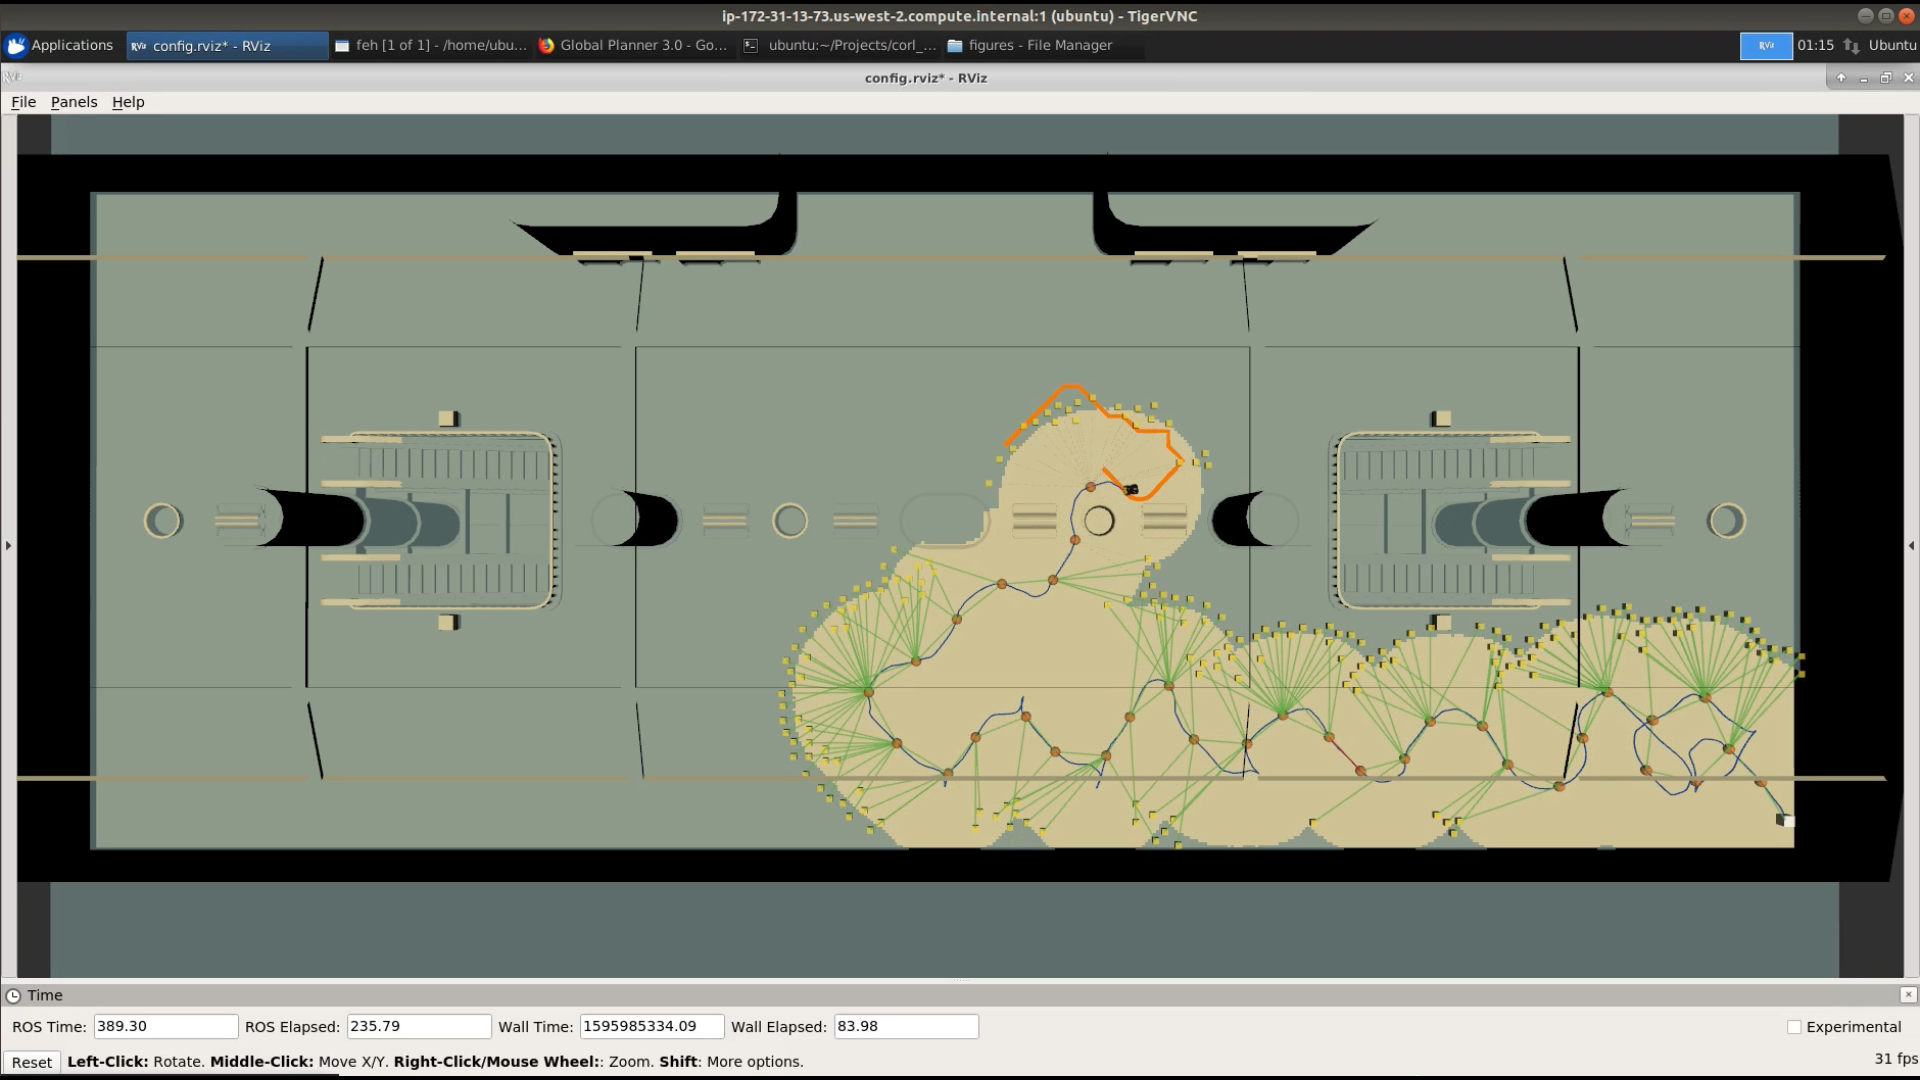 ip-172-31-13-73.us-west-2.compute.internal:1 (ubuntu) - TigerVNC
Applications RViz config.rviz* - RViz feh [1 of 1] - /home/ubu... Global Planner 3.0 - Go... ubuntu:~/Projects/corl_... figures - File Manager RViz 01:15 Ubuntu
RViz config.rviz* - RViz
File Panels Help
Time
ROS Time: 389.30 ROS Elapsed: 235.79 Wall Time: 1595985334.09 Wall Elapsed: 83.98 Experimental
Reset Left-Click: Rotate. Middle-Click: Move X/Y. Right-Click/Mouse Wheel:: Zoom. Shift: More options. 31 fps